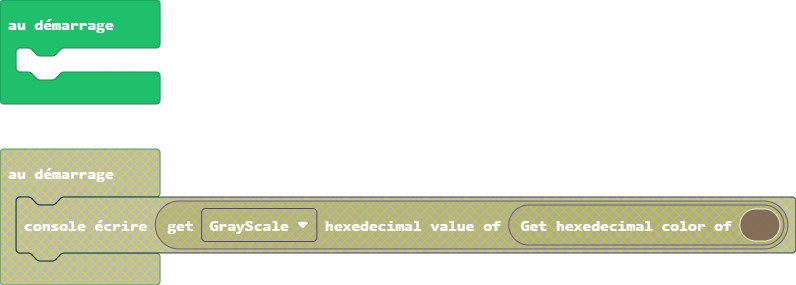 au démarrage
au démarrage
console écrire get GrayScale hexedecimal value of Get hexedecimal color of